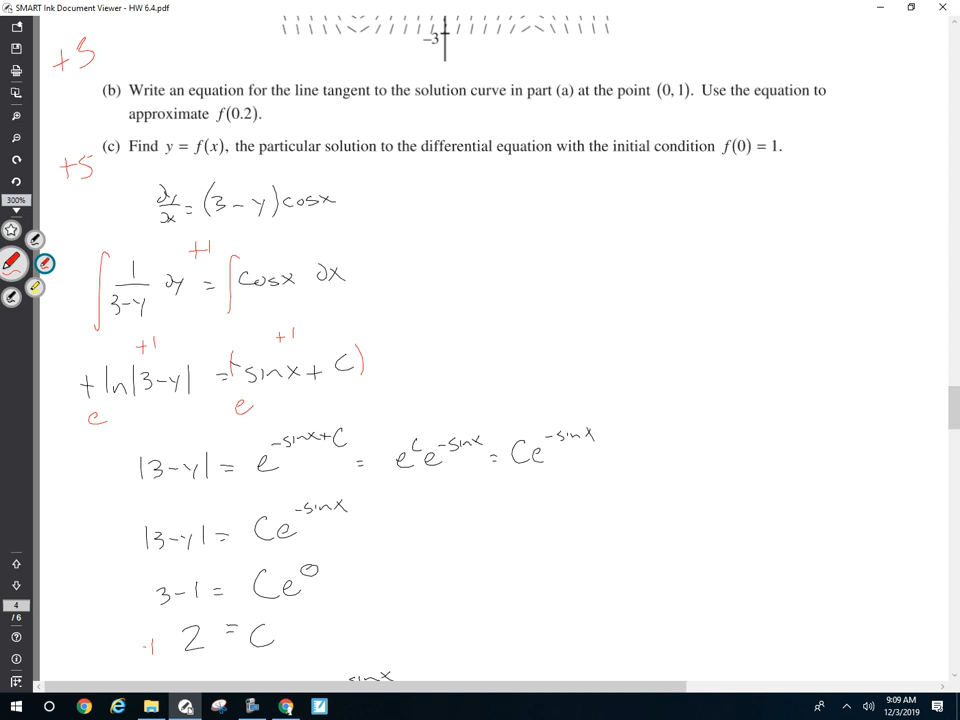 SMART Ink Document Viewer - HW 6.4.pdf
-3
+5
(b) Write an equation for the line tangent to the solution curve in part (a) at the point (0, 1). Use the equation to
approximate f(0.2).
(c) Find y = f(x), the particular solution to the differential equation with the initial condition f(0) = 1.
+5
dy/dx = (3 - y)cosx
+1
∫ 1/(3-y) dy = ∫ cosx dx
+1 +1
+ ln|3-y| = (- sinx + C)
e e
|3-y| = e^(-sinx+C) = e^C e^(-sinx) = Ce^(-sinx)
|3-y| = Ce^(-sinx)
3-1 = Ce^0
2 = C
sinx
300%
4
/ 6
9:09 AM
12/3/2019